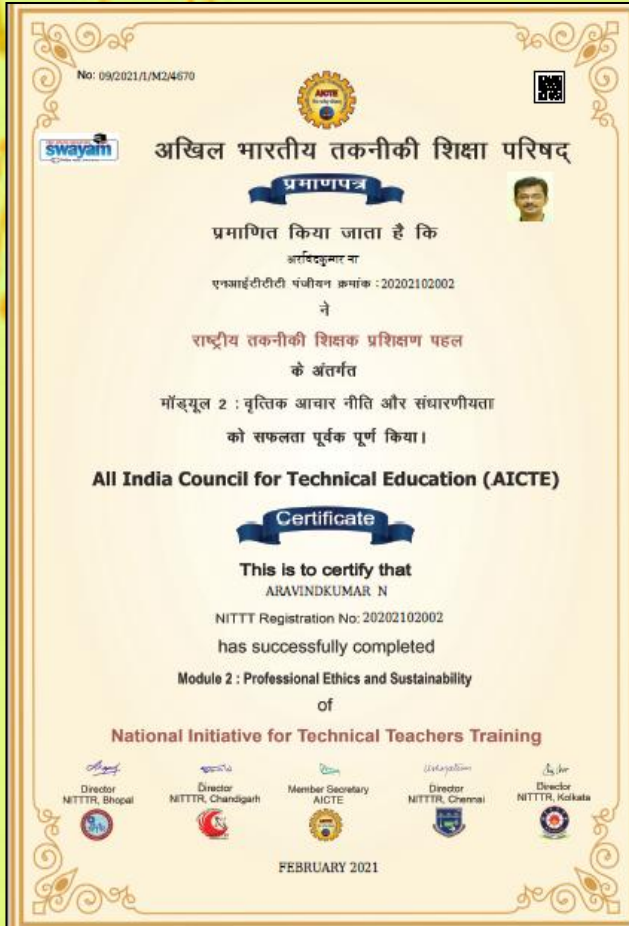 No: 09/2021/1/M2/4670
AICTE
swayam
अखिल भारतीय तकनीकी शिक्षा परिषद्
प्रमाणपत्र
प्रमाणित किया जाता है कि
अरविंदकुमार ना
एनआईटीटीटी पंजीयन क्रमांक : 20202102002
ने
राष्ट्रीय तकनीकी शिक्षक प्रशिक्षण पहल
के अंतर्गत
मॉड्यूल 2 : वृत्तिक आचार नीति और संधारणीयता
को सफलता पूर्वक पूर्ण किया।
All India Council for Technical Education (AICTE)
Certificate
This is to certify that
ARAVINDKUMAR N
NITTT Registration No: 20202102002
has successfully completed
Module 2 : Professional Ethics and Sustainability
of
National Initiative for Technical Teachers Training
Director
NITTTR, Bhopal
Director
NITTTR, Chandigarh
Member Secretary
AICTE
Director
NITTTR, Chennai
Director
NITTTR, Kolkata
FEBRUARY 2021